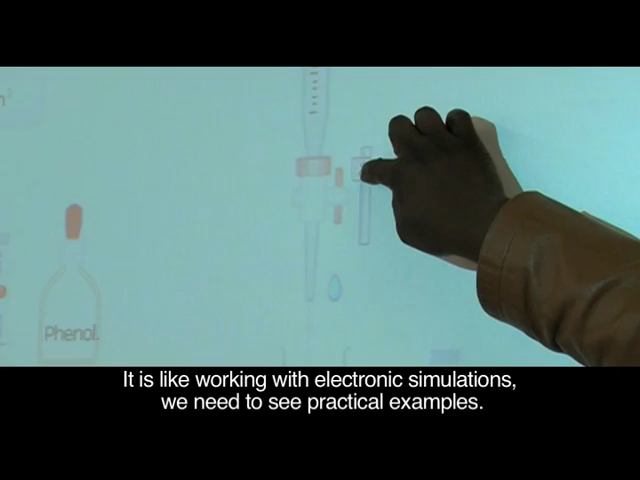 Phenol.
It is like working with electronic simulations,
we need to see practical examples.